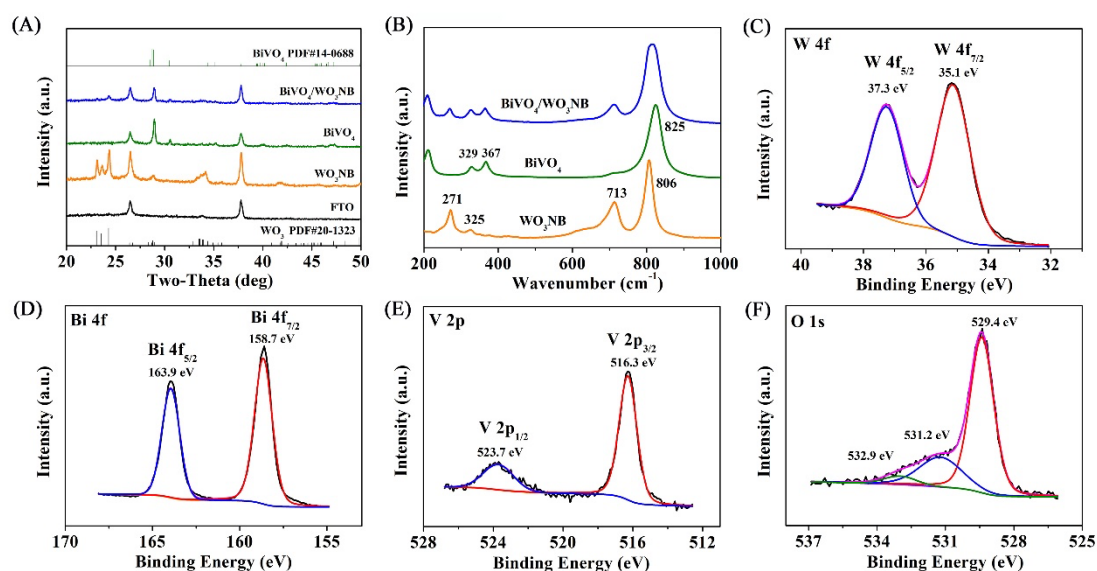 (A)
BiVO4 PDF#14-0688
BiVO4/WO3NB
BiVO4
WO3NB
FTO
WO3 PDF#20-1323
Intensity (a.u.)
20 25 30 35 40 45 50
Two-Theta (deg)
(B)
BiVO4/WO3NB
825
329 367
BiVO4
806
713
271
325
WO3NB
Intensity (a.u.)
200 400 600 800 1000
Wavenumber (cm-1)
(C)
W 4f
W 4f5/2
37.3 eV
W 4f7/2
35.1 eV
Intensity (a.u.)
40 38 36 34 32
Binding Energy (eV)
(D)
Bi 4f
Bi 4f7/2
158.7 eV
Bi 4f5/2
163.9 eV
Intensity (a.u.)
170 165 160 155
Binding Energy (eV)
(E)
V 2p
V 2p3/2
516.3 eV
V 2p1/2
523.7 eV
Intensity (a.u.)
528 524 520 516 512
Binding Energy (eV)
(F)
O 1s
529.4 eV
531.2 eV
532.9 eV
Intensity (a.u.)
537 534 531 528 525
Binding Energy (eV)